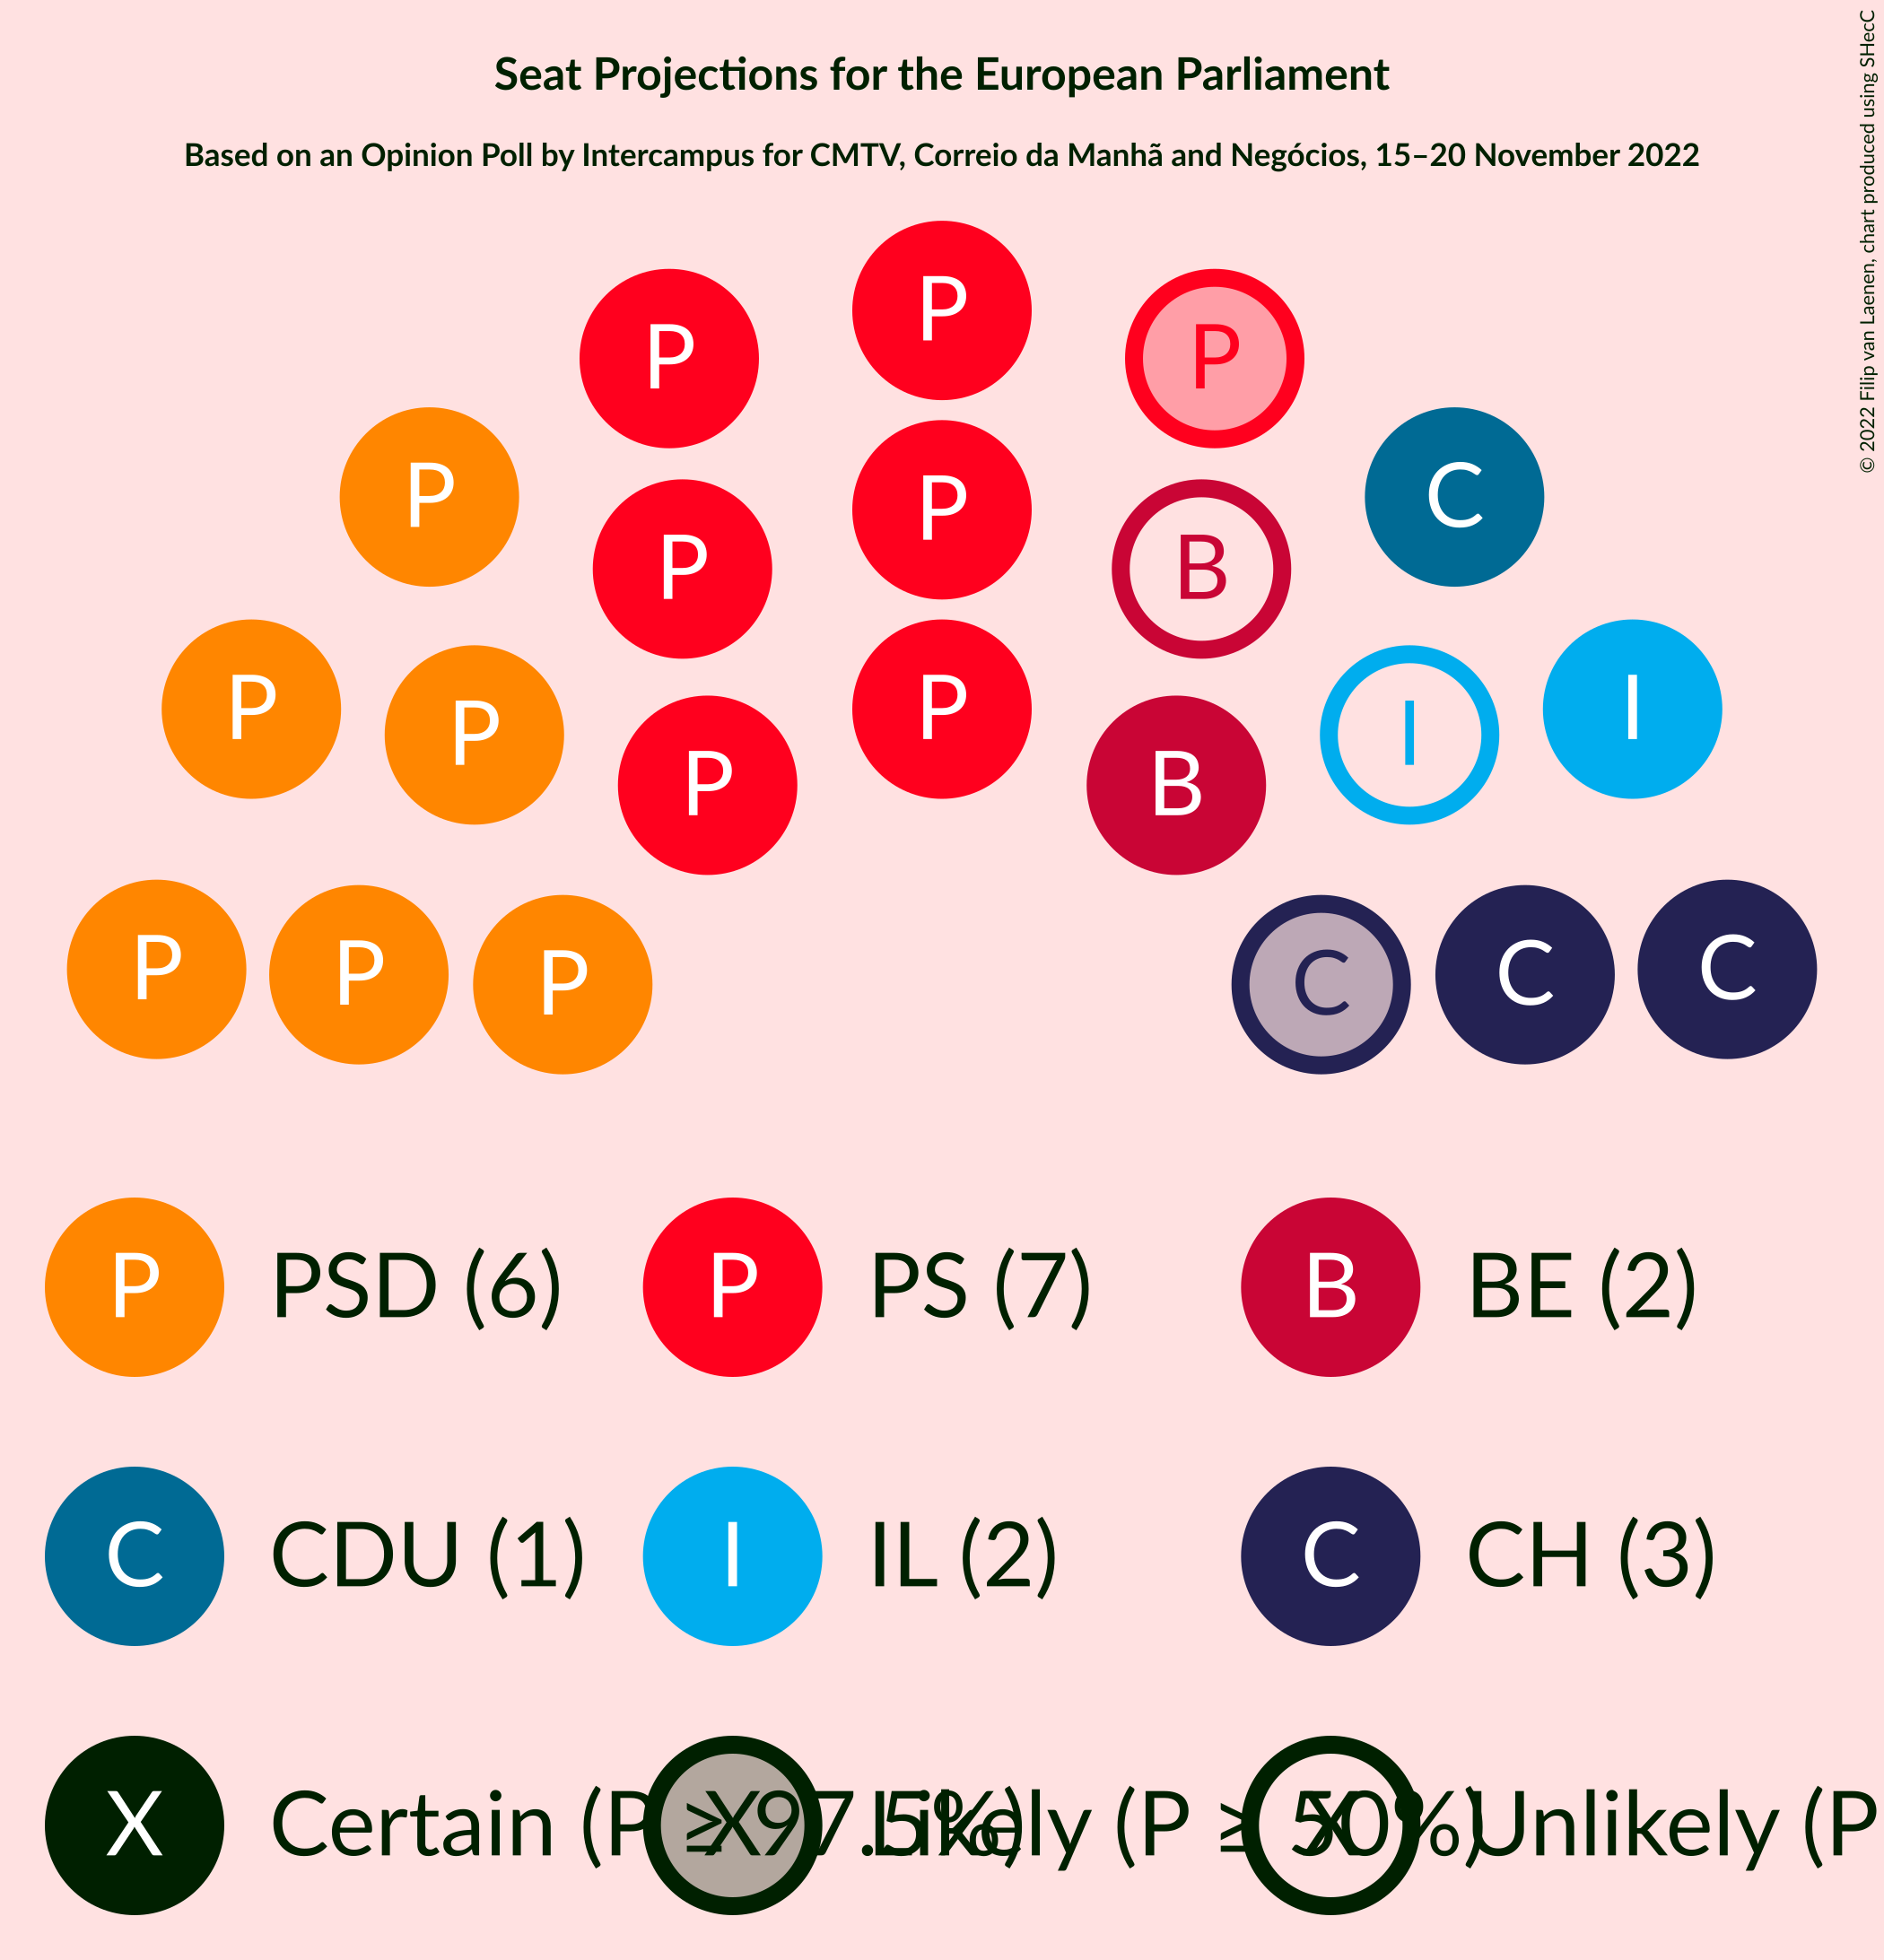 Seat Projections for the European Parliament
Based on an Opinion Poll by Intercampus for CMTV, Correio da Manhã and Negócios, 15–20 November 2022
© 2022 Filip van Laenen, chart produced using SHecC
P
P P
P C
P
P B
P I
P P
P I
P B
P C
P C
P C
P PSD (6) P PS (7) B BE (2)
C CDU (1) I IL (2) C CH (3)
X Certain (P ≥ 97.5%) X Likely (P ≥ 50%) X Unlikely (P